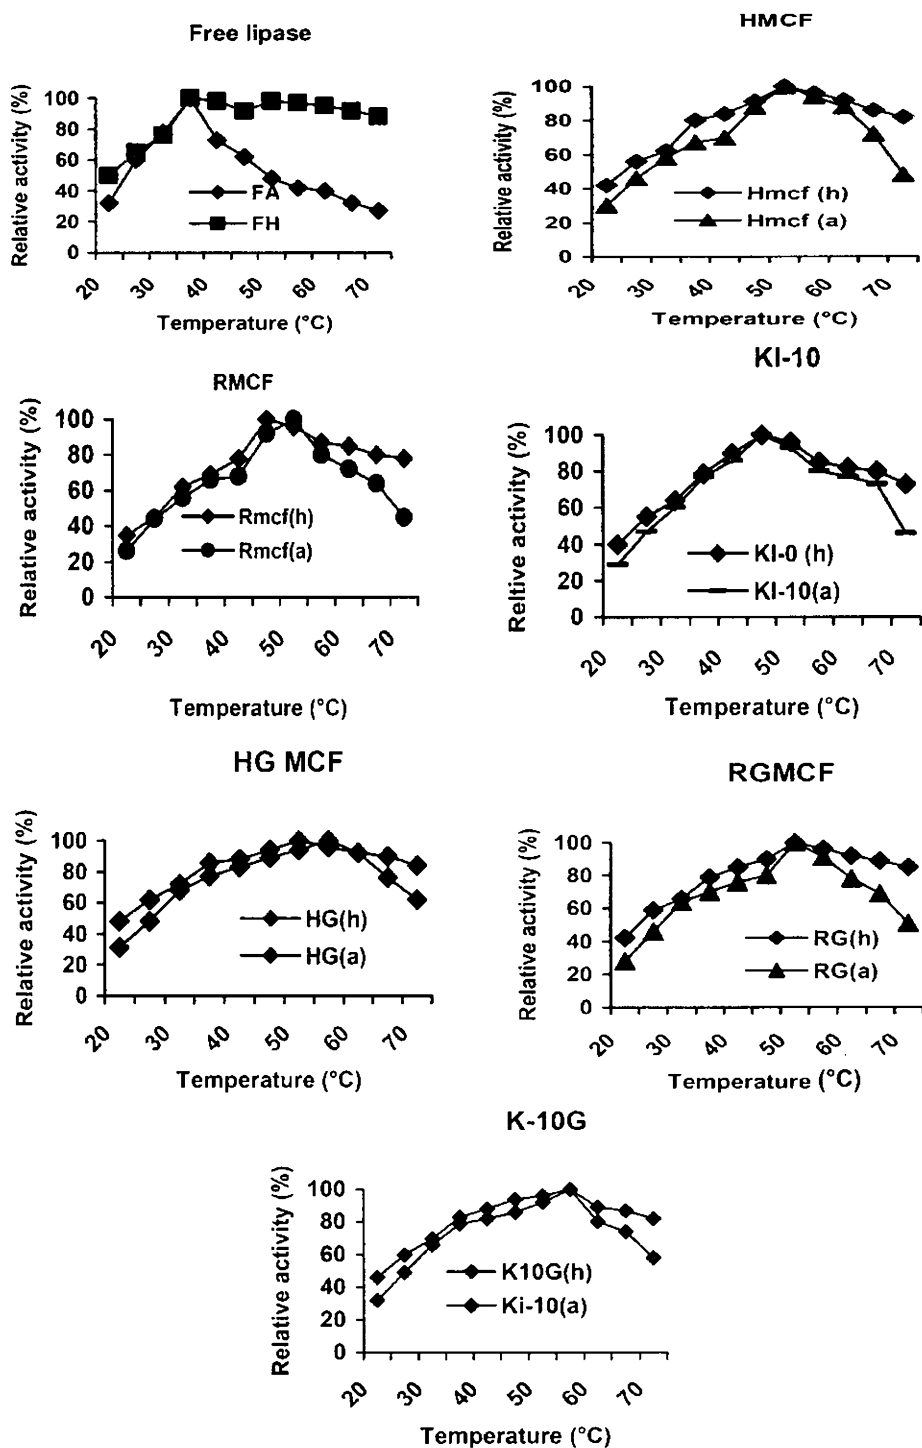 Free lipase
Relative activity (%)
100
80
60
40
20
0
FA
FH
20 30 40 50 60 70
Temperature (°C)
HMCF
Relative activity (%)
100
80
60
40
20
0
Hmcf (h)
Hmcf (a)
20 30 40 50 60 70
Temperature (°C)
RMCF
Relative activity (%)
100
80
60
40
20
0
Rmcf(h)
Rmcf(a)
20 30 40 50 60 70
Temperature (°C)
KI-10
Reltive activity (%)
100
80
60
40
20
0
KI-0 (h)
KI-10(a)
20 30 40 50 60 70
Temperature (°C)
HG MCF
Relative activity (%)
100
80
60
40
20
0
HG(h)
HG(a)
20 30 40 50 60 70
Temperature (°C)
RGMCF
Relative activity (%)
100
80
60
40
20
0
RG(h)
RG(a)
20 30 40 50 60 70
Temperature (°C)
K-10G
Relative activity (%)
100
80
60
40
20
0
K10G(h)
Ki-10(a)
20 30 40 50 60 70
Temperature (°C)